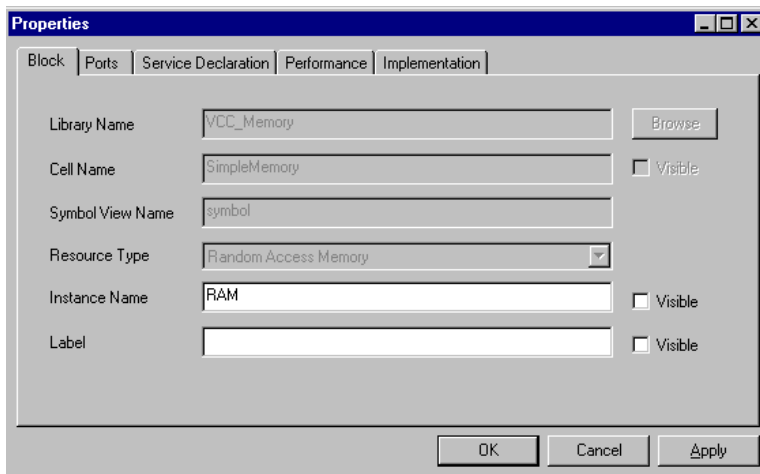 Properties
Block Ports Service Declaration Performance Implementation
Library Name VCC_Memory Browse
Cell Name SimpleMemory Visible
Symbol View Name symbol
Resource Type Random Access Memory
Instance Name RAM Visible
Label Visible
OK Cancel Apply